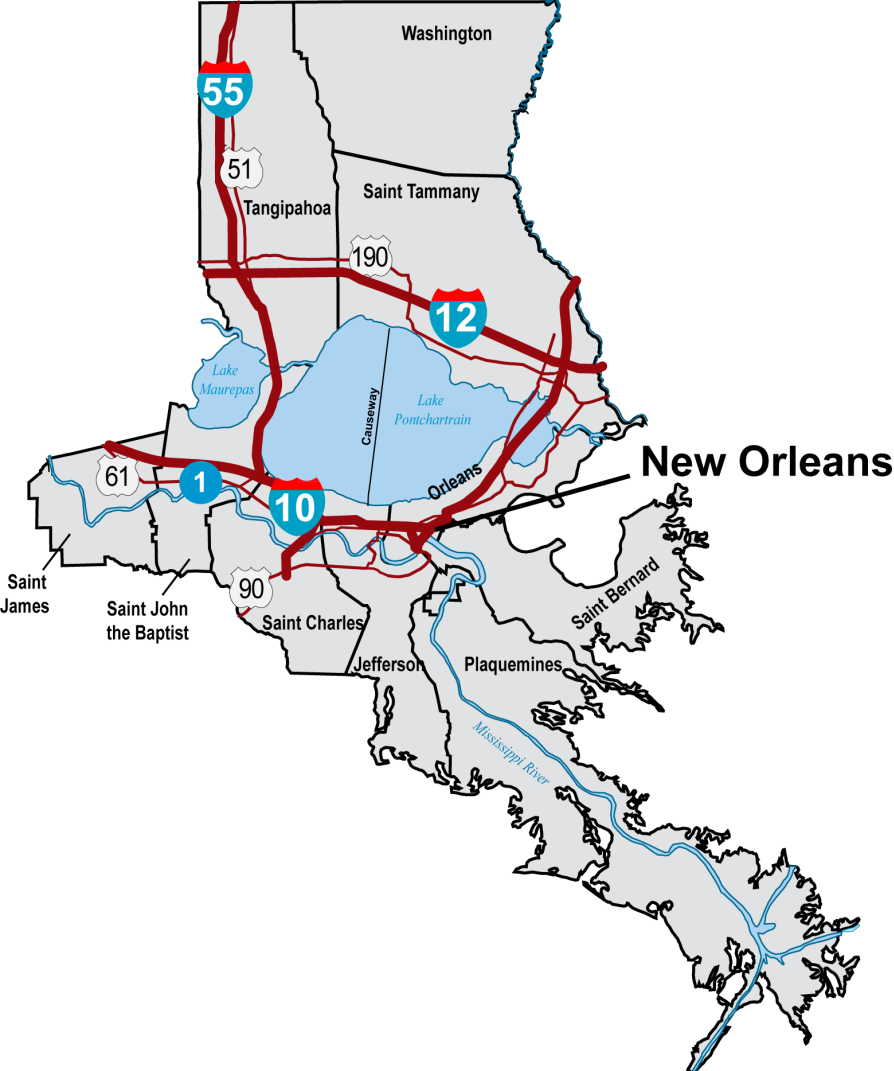 Washington
55
51
Saint Tammany
Tangipahoa
190
12
Lake
Maurepas
Lake
Pontchartrain
Causeway
New Orleans
61
1
Orleans
10
Saint
James
Saint John
the Baptist
90
Saint Charles
Saint Bernard
Jefferson
Plaquemines
Mississippi River